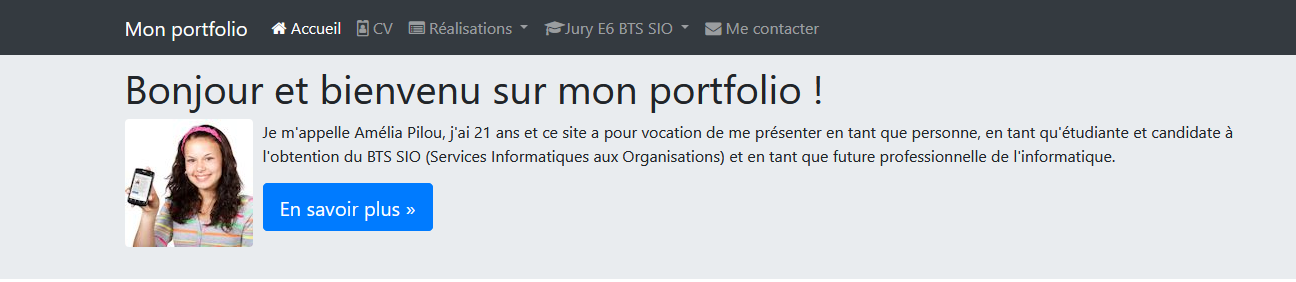 Mon portfolio Accueil CV Réalisations Jury E6 BTS SIO Me contacter
Bonjour et bienvenu sur mon portfolio !
Je m'appelle Amélia Pilou, j'ai 21 ans et ce site a pour vocation de me présenter en tant que personne, en tant qu'étudiante et candidate à
l'obtention du BTS SIO (Services Informatiques aux Organisations) et en tant que future professionnelle de l'informatique.
En savoir plus »